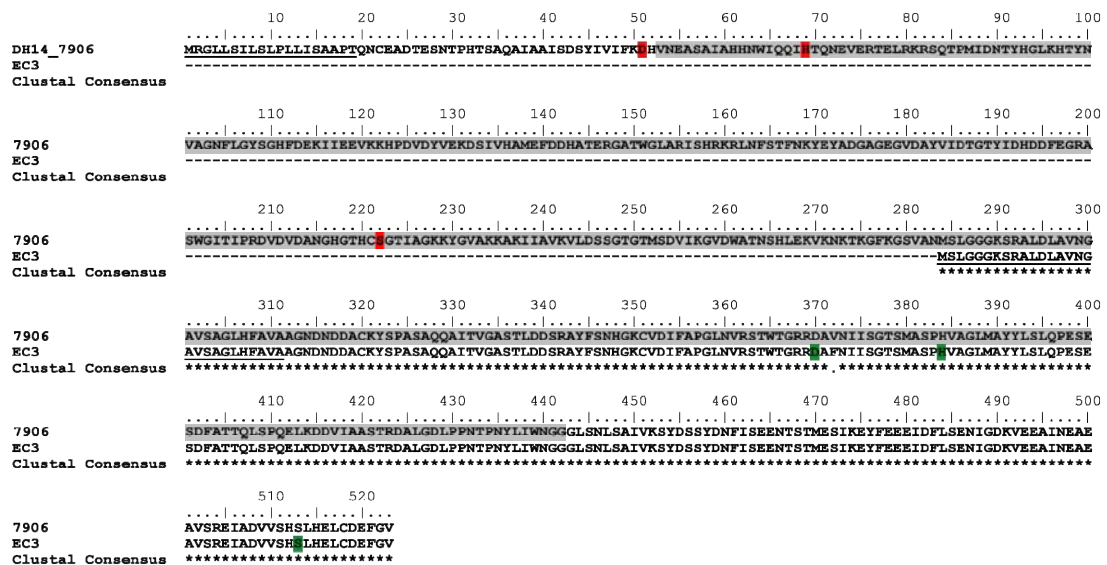 10 20 30 40 50 60 70 80 90 100
DH14_7906 MRGLLSILSLPLLISAAPTQNCEADTESNTPHTSAQAIAAISDSYIVIFKDHVNEASAIAHHNWIQQIHTQNEVERTELRKRSQTPMIDNTYHGLKHTYN
EC3 ----------------------------------------------------------------------------------------------------
Clustal Consensus
110 120 130 140 150 160 170 180 190 200
7906 VAGNFLGYSGHFDEKIIEEVKKHPDVDYVEKDSIVHAMEFDDHATERGATWGLARISHRKRLNFSTFNKYEYADGAGEGVDAYVIDTGTYIDHDDFEGRA
EC3 ----------------------------------------------------------------------------------------------------
Clustal Consensus
210 220 230 240 250 260 270 280 290 300
7906 SWGITIPRDVDVDANGHGTHCSGTIAGKKYGVAKKAKIIAVKVLDSSGTGTMSDVIKGVDWATNSHLEKVKNKTKGFKGSVANMSLGGGKSRALDLAVNG
EC3 -----------------------------------------------------------------------------------MSLGGGKSRALDLAVNG
Clustal Consensus *****************
310 320 330 340 350 360 370 380 390 400
7906 AVSAGLHFAVAAGNDNDDACKYSPASAQQAITVGASTLDDSRAYFSNHGKCVDIFAPGLNVRSTWTGRRDAVNIISGTSMASPHVAGLMAYYLSLQPESE
EC3 AVSAGLHFAVAAGNDNDDACKYSPASAQQAITVGASTLDDSRAYFSNHGKCVDIFAPGLNVRSTWTGRRDAFNIISGTSMASPHVAGLMAYYLSLQPESE
Clustal Consensus ***********************************************************************.****************************
410 420 430 440 450 460 470 480 490 500
7906 SDFATTQLSPQELKDDVIAASTRDALGDLPPNTPNYLIWNGGGLSNLSAIVKSYDSSYDNFISEENTSTMESIKEYFEEEIDFLSENIGDKVEEAINEAE
EC3 SDFATTQLSPQELKDDVIAASTRDALGDLPPNTPNYLIWNGGGLSNLSAIVKSYDSSYDNFISEENTSTMESIKEYFEEEIDFLSENIGDKVEEAINEAE
Clustal Consensus ****************************************************************************************************
510 520
7906 AVSREIADVVSHSLHELCDEFGV
EC3 AVSREIADVVSHSLHELCDEFGV
Clustal Consensus ***********************